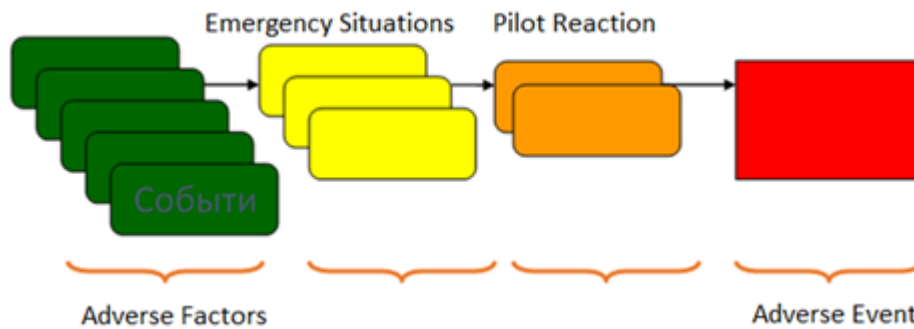 Emergency Situations
Pilot Reaction
Событи
Adverse Factors
Adverse Event